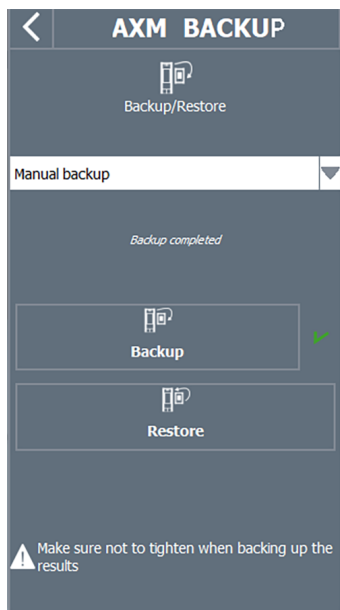 AXM BACKUP
Backup/Restore
Manual backup
Backup completed
Backup
Restore
Make sure not to tighten when backing up the
results